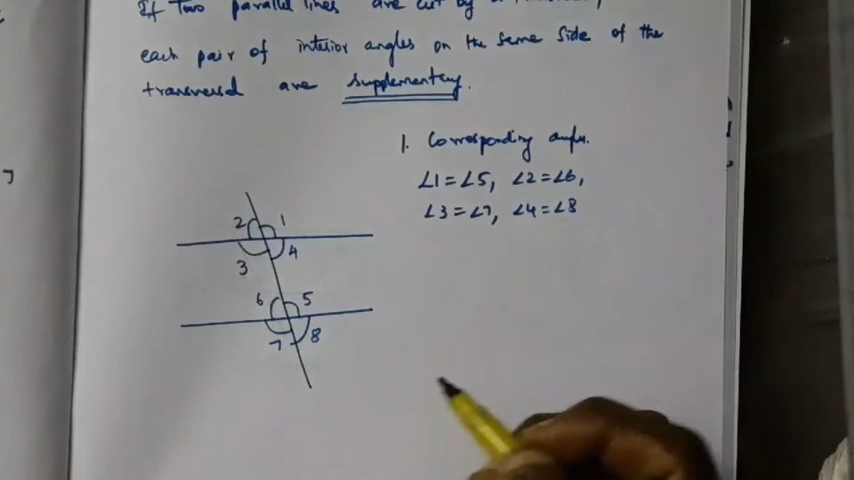 If Two parallel lines are cut by a
each pair of interior angles on the same side of the
transversal are supplementary.
1. Corresponding
∠1=∠5, ∠2=∠6,
∠3=∠7, ∠4=∠8
2 1
3 4
6 5
7 8